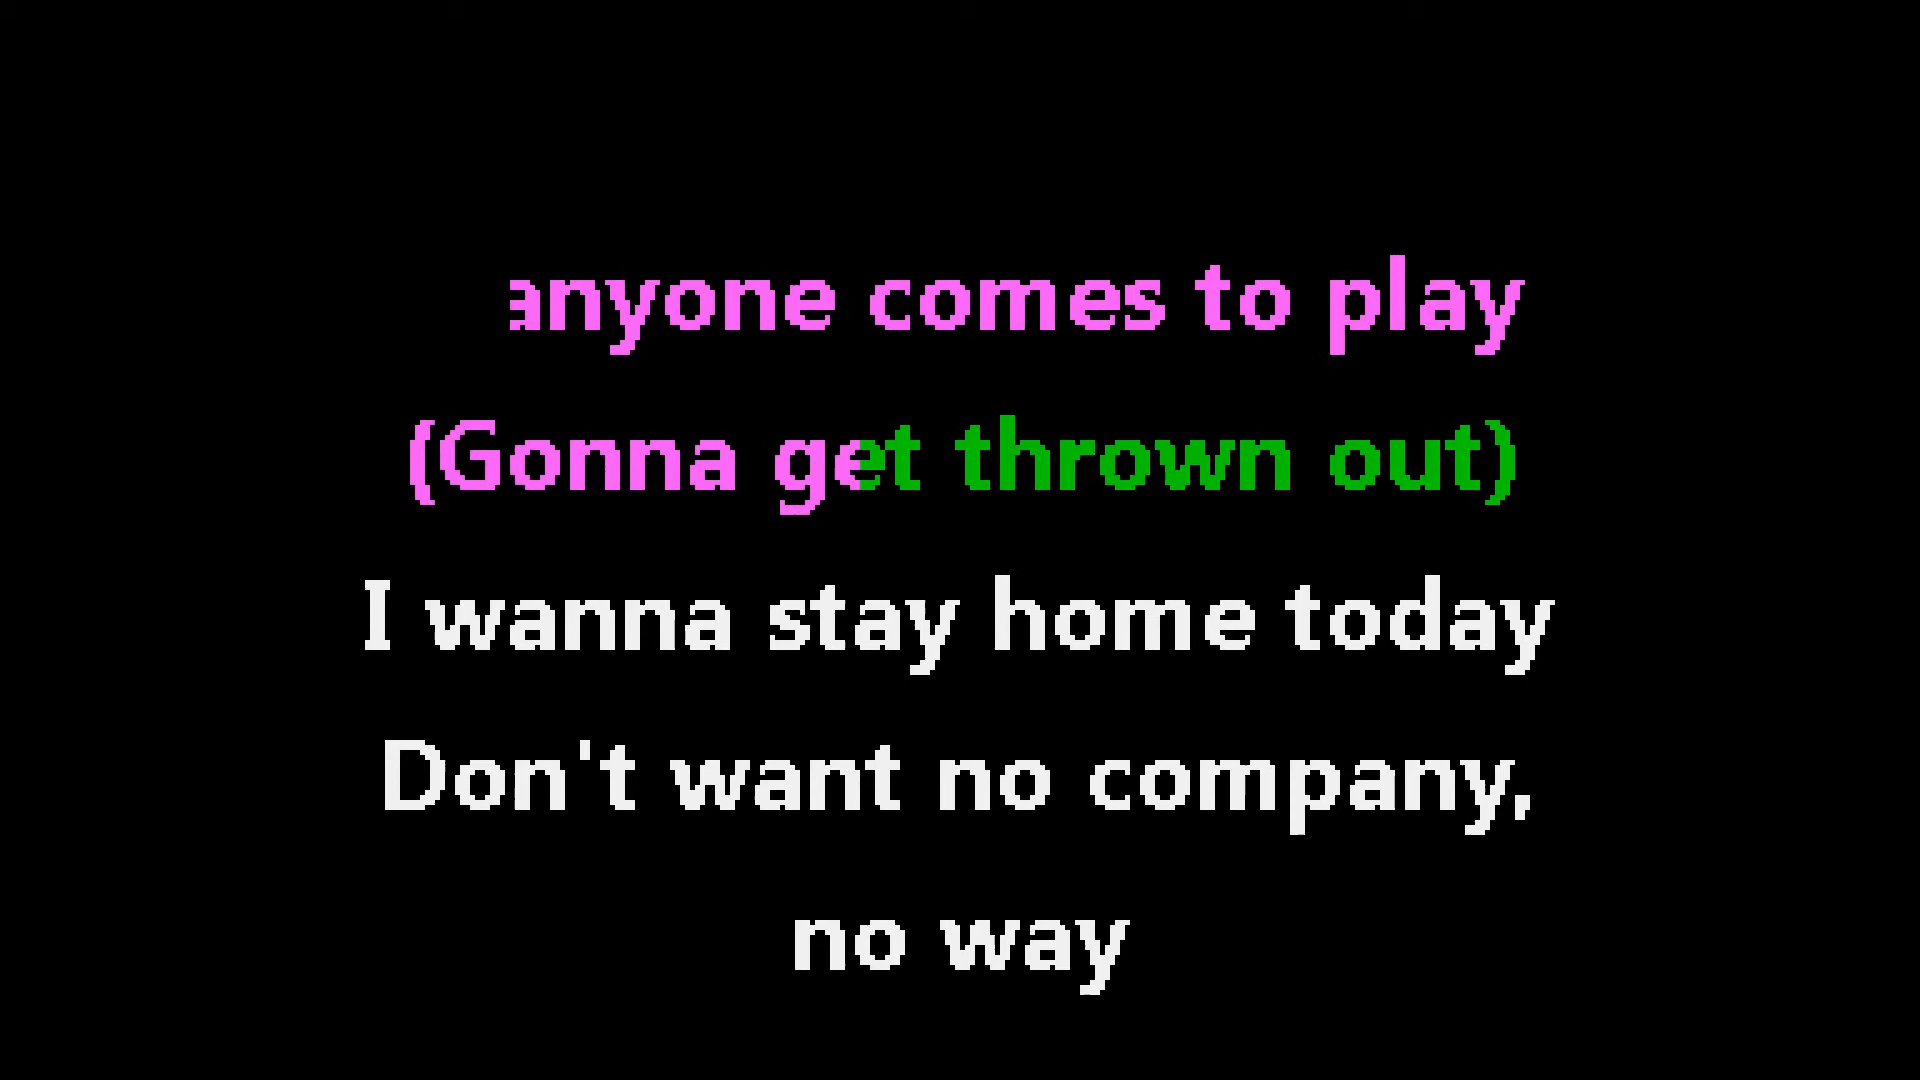 anyone comes to play
(Gonna get thrown out)
I wanna stay home today
Don't want no company,
no way